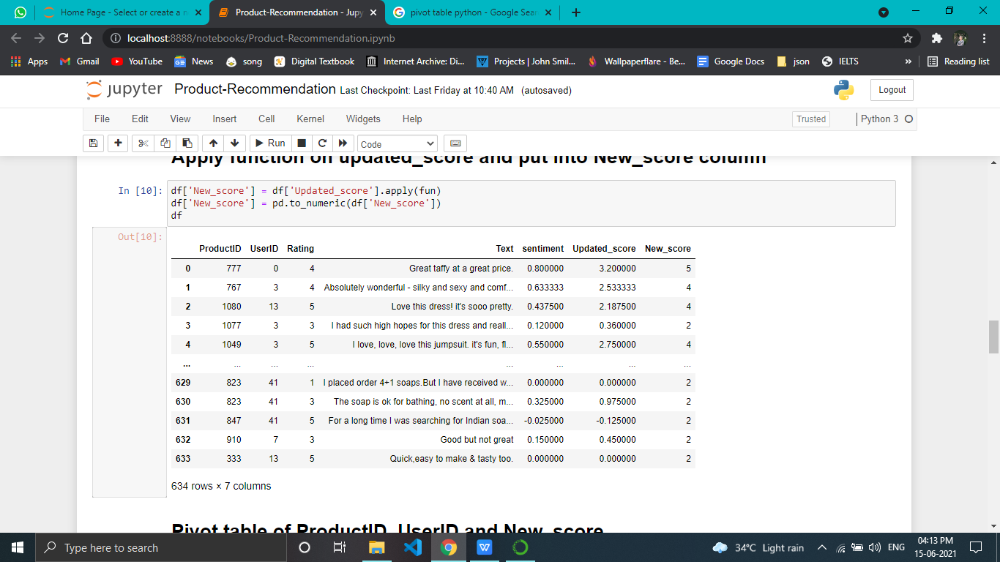 Home Page - Select or create a n
Product-Recommendation - Jupy
pivot table python - Google Sear
localhost:8888/notebooks/Product-Recommendation.ipynb
Apps Gmail YouTube News song Digital Textbook Internet Archive: Di... Projects | John Smil... Wallpaperflare - Be... Google Docs json IELTS » Reading list
jupyter Product-Recommendation Last Checkpoint: Last Friday at 10:40 AM (autosaved) Logout
File Edit View Insert Cell Kernel Widgets Help Trusted Python 3
Run Code
Apply function on updated_score and put into New_score column
In [10]: df['New_score'] = df['Updated_score'].apply(fun)
df['New_score'] = pd.to_numeric(df['New_score'])
df
Out[10]:
ProductID UserID Rating Text sentiment Updated_score New_score
0 777 0 4 Great taffy at a great price. 0.800000 3.200000 5
1 767 3 4 Absolutely wonderful - silky and sexy and comf... 0.633333 2.533333 4
2 1080 13 5 Love this dress! it's sooo pretty. 0.437500 2.187500 4
3 1077 3 3 I had such high hopes for this dress and reall... 0.120000 0.360000 2
4 1049 3 5 I love, love, love this jumpsuit. it's fun, fl... 0.550000 2.750000 4
... ... ... ... ... ... ... ...
629 823 41 1 I placed order 4+1 soaps.But I have received w... 0.000000 0.000000 2
630 823 41 3 The soap is ok for bathing, no scent at all, m... 0.325000 0.975000 2
631 847 41 5 For a long time I was searching for Indian soa... -0.025000 -0.125000 2
632 910 7 3 Good but not great 0.150000 0.450000 2
633 333 13 5 Quick,easy to make & tasty too. 0.000000 0.000000 2
634 rows × 7 columns
Pivot table of ProductID, UserID and New_score
Type here to search
34°C Light rain
ENG
04:13 PM
15-06-2021